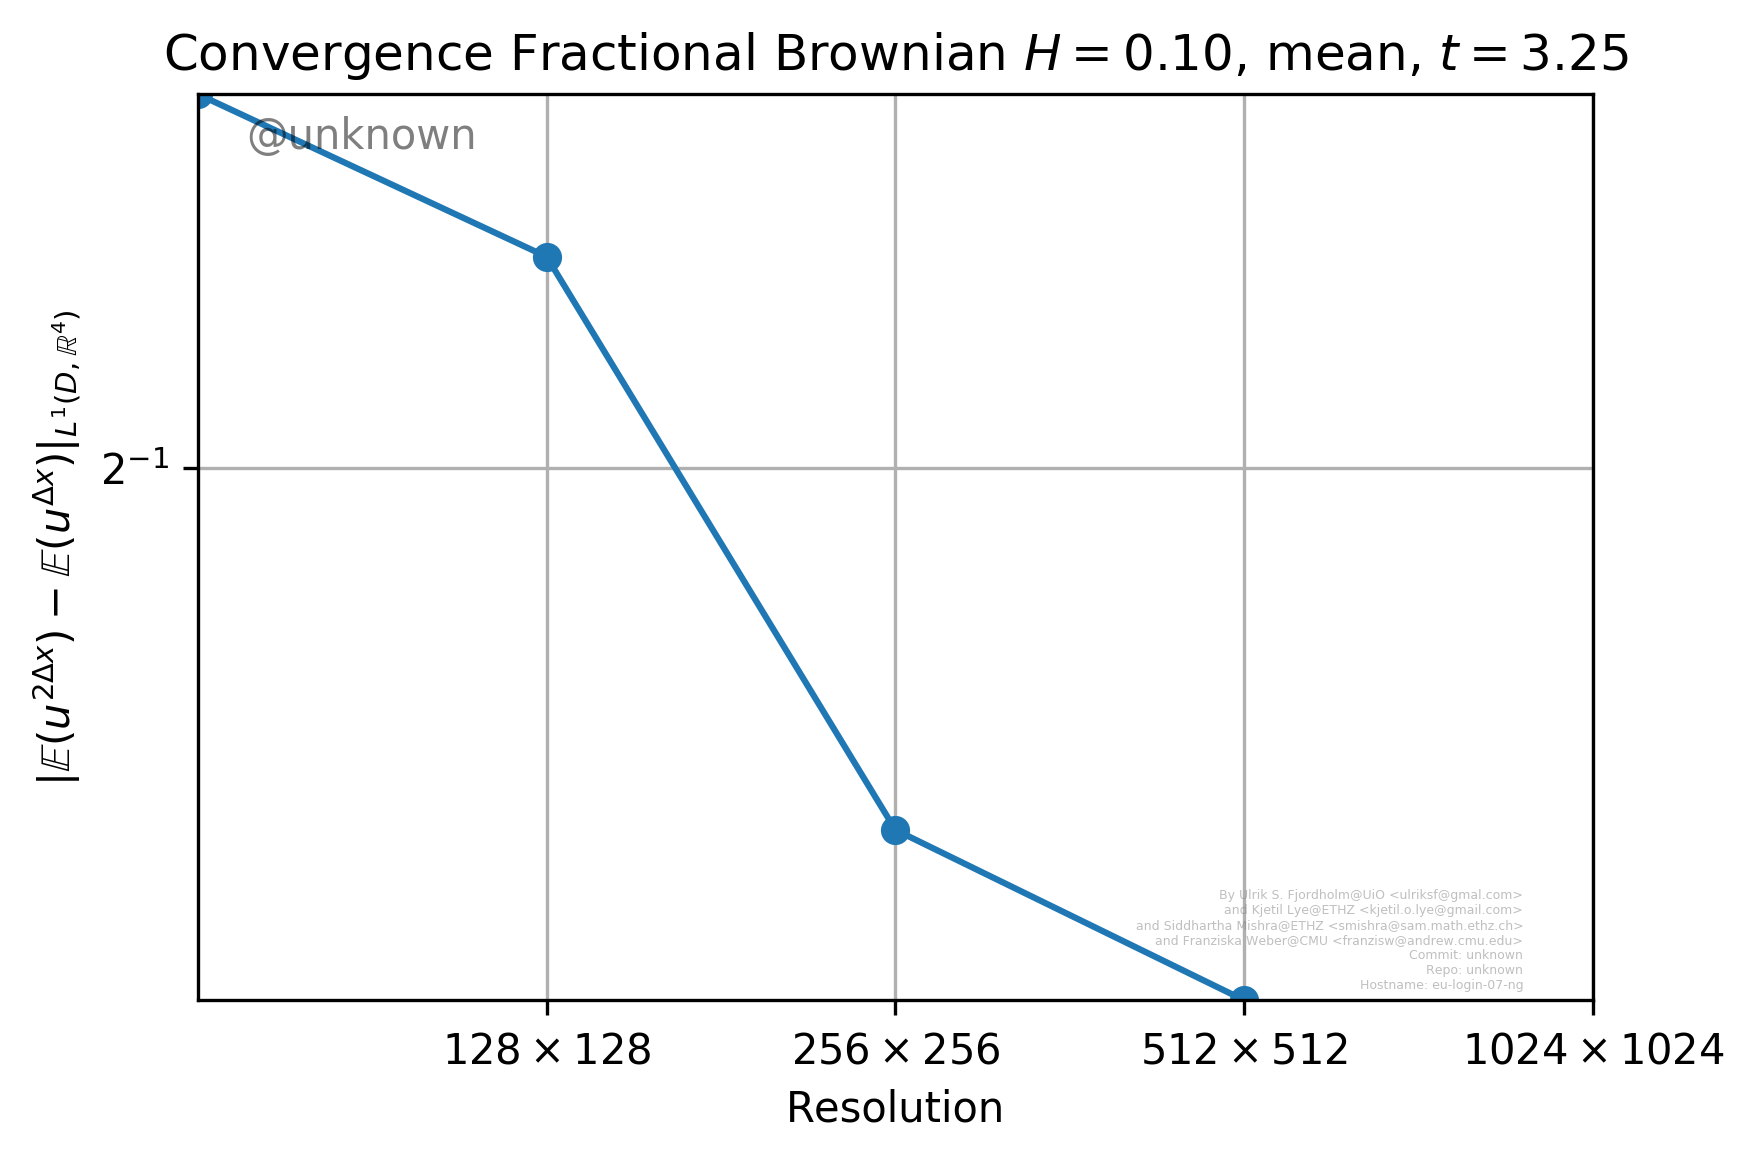 Convergence Fractional Brownian H = 0.10, mean, t = 3.25
@unknown
|𝔼(u^{2Δx}) − 𝔼(u^{Δx})|_{L^1(D, ℝ^4)}
2^{−1}
By Ulrik S. Fjordholm@UiO <ulriksf@gmal.com>
and Kjetil Lye@ETHZ <kjetil.o.lye@gmail.com>
and Siddhartha Mishra@ETHZ <smishra@sam.math.ethz.ch>
and Franziska Weber@CMU <franzisw@andrew.cmu.edu>
Commit: unknown
Repo: unknown
Hostname: eu-login-07-ng
128 × 128 256 × 256 512 × 512 1024 × 1024
Resolution